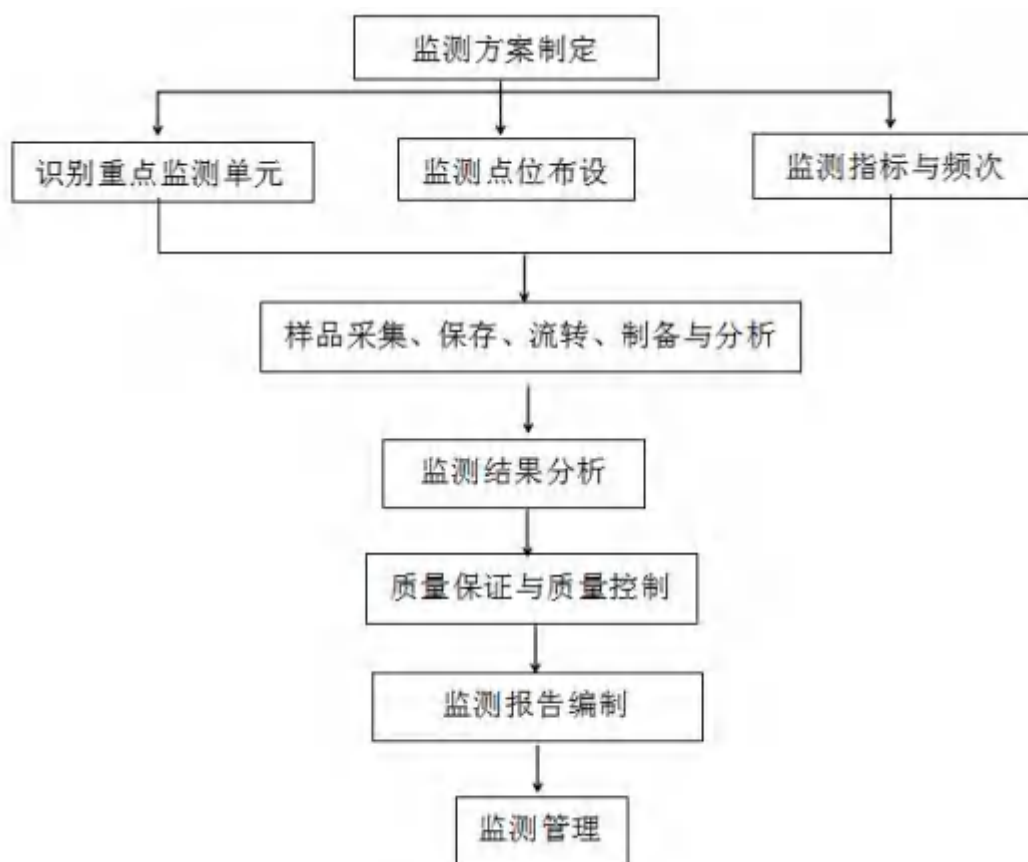 监测方案制定
识别重点监测单元
监测点位布设
监测指标与频次
样品采集、保存、流转、制备与分析
监测结果分析
质量保证与质量控制
监测报告编制
监测管理